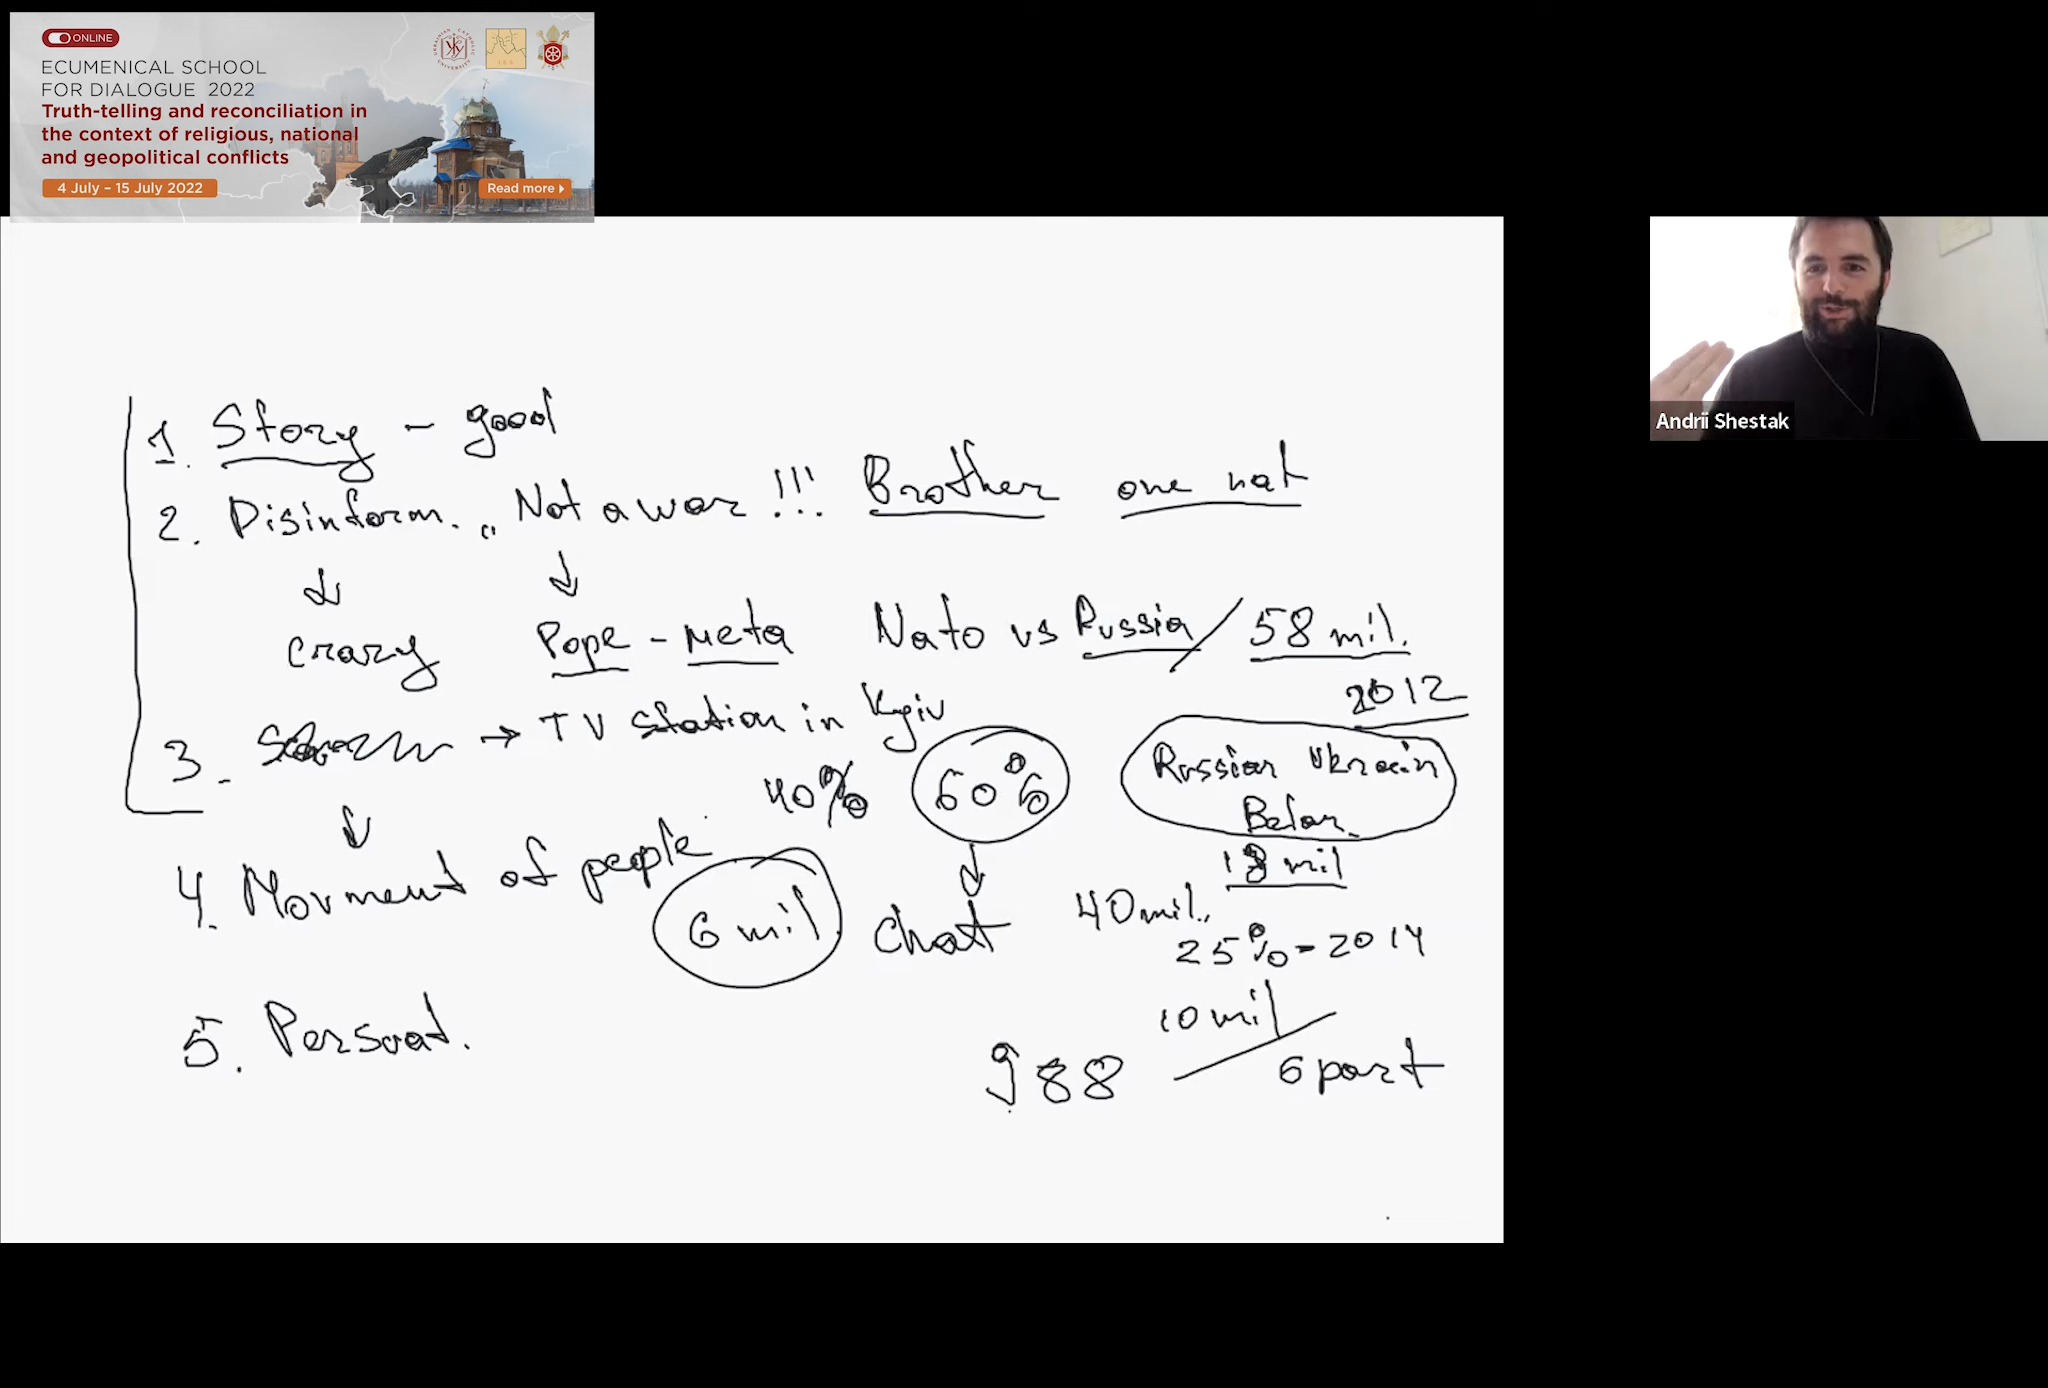 ONLINE
ECUMENICAL SCHOOL
FOR DIALOGUE 2022
Truth-telling and reconciliation in
the context of religious, national
and geopolitical conflicts
4 July – 15 July 2022
Read more
UKRAINIAN CATHOLIC UNIVERSITY
Andrii Shestak
1. Story - good
2. Disinform. „Not a war !!! Brother one nat
crazy Pope - meta Nato vs Russia / 58 mil.
2012
3. → TV station in Kyiv
40% 60% Russian Ukrain
Belar.
4. Movment of people 18 mil
6 mil. chat 40 mil.
25% - 2014
5. Persuat. 10 mil
988 6 part